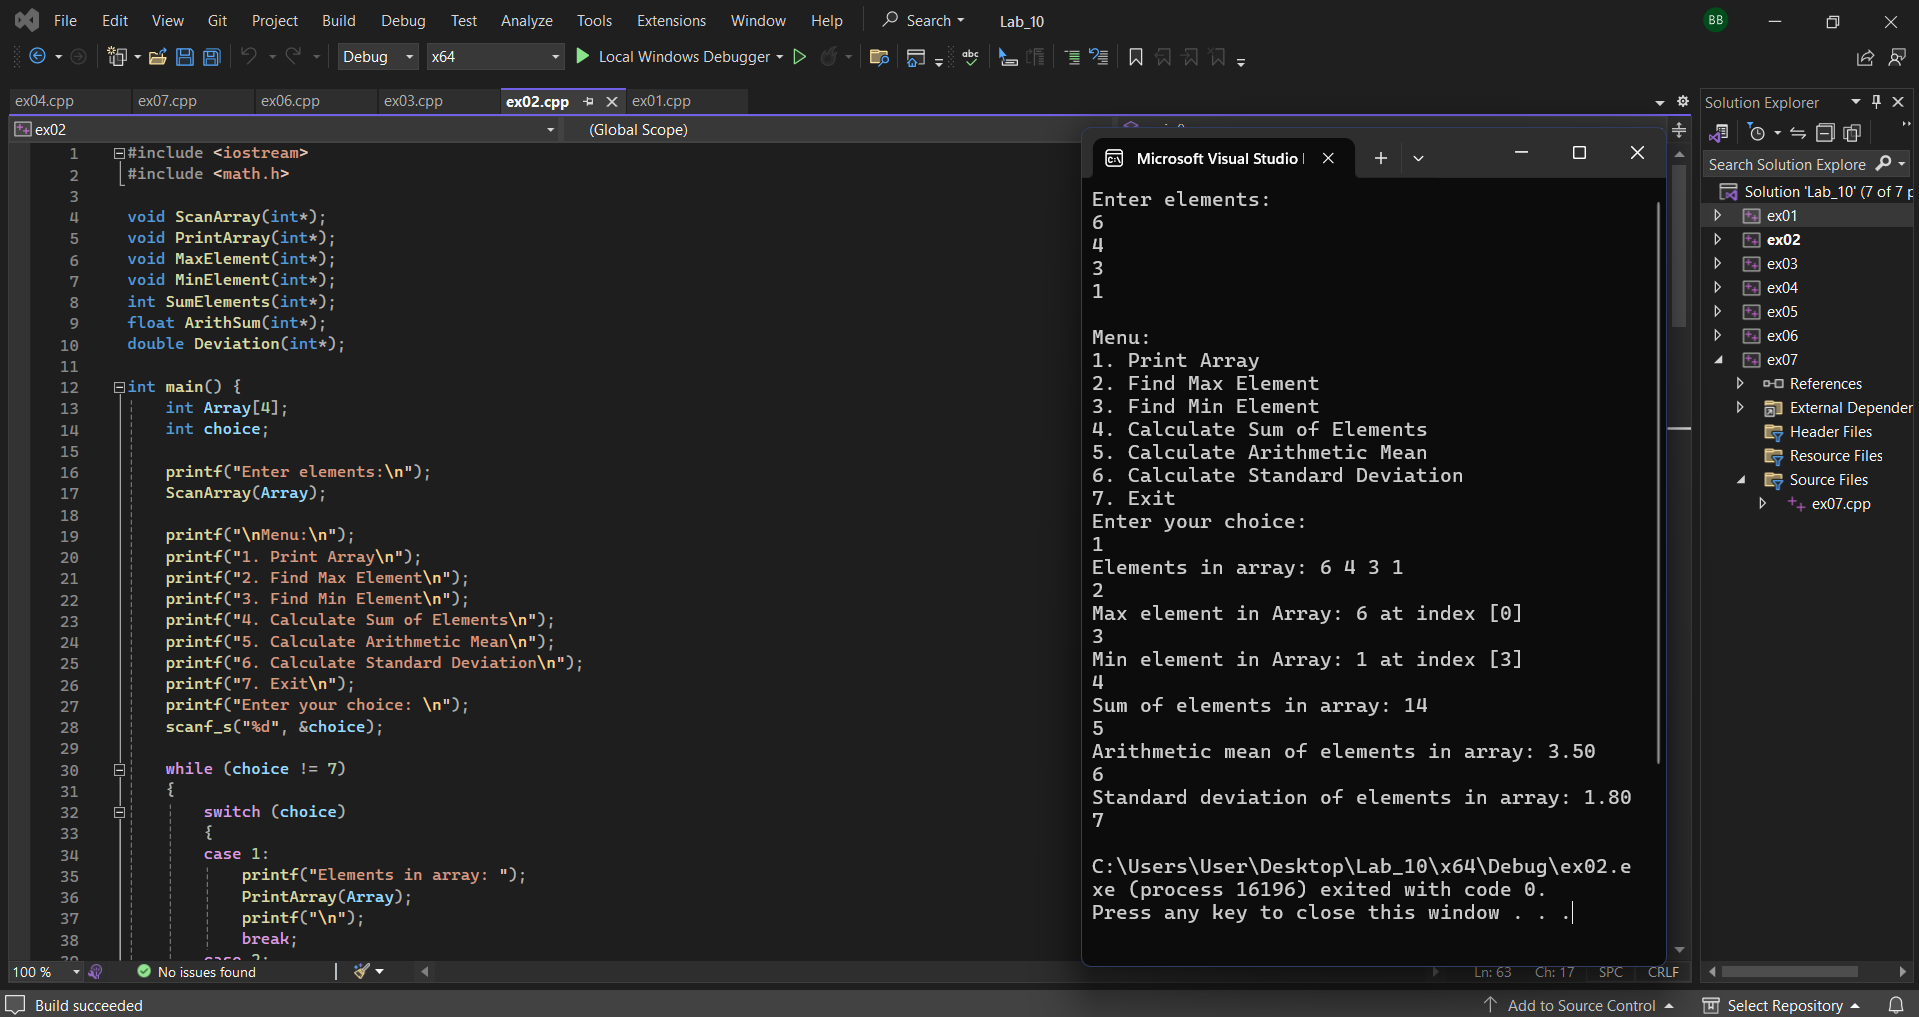 File Edit View Git Project Build Debug Test Analyze Tools Extensions Window Help Search Lab_10 BB
Debug x64 Local Windows Debugger abc
ex04.cpp ex07.cpp ex06.cpp ex03.cpp ex02.cpp ex01.cpp
ex02 (Global Scope)
1 #include <iostream>
2 #include <math.h>
3
4 void ScanArray(int*);
5 void PrintArray(int*);
6 void MaxElement(int*);
7 void MinElement(int*);
8 int SumElements(int*);
9 float ArithSum(int*);
10 double Deviation(int*);
11
12 int main() {
13 int Array[4];
14 int choice;
15
16 printf("Enter elements:\n");
17 ScanArray(Array);
18
19 printf("\nMenu:\n");
20 printf("1. Print Array\n");
21 printf("2. Find Max Element\n");
22 printf("3. Find Min Element\n");
23 printf("4. Calculate Sum of Elements\n");
24 printf("5. Calculate Arithmetic Mean\n");
25 printf("6. Calculate Standard Deviation\n");
26 printf("7. Exit\n");
27 printf("Enter your choice: \n");
28 scanf_s("%d", &choice);
29
30 while (choice != 7)
31 {
32 switch (choice)
33 {
34 case 1:
35 printf("Elements in array: ");
36 PrintArray(Array);
37 printf("\n");
38 break;
100 % No issues found Ln: 63 Ch: 17 SPC CRLF
Microsoft Visual Studio
Enter elements:
6
4
3
1
Menu:
1. Print Array
2. Find Max Element
3. Find Min Element
4. Calculate Sum of Elements
5. Calculate Arithmetic Mean
6. Calculate Standard Deviation
7. Exit
Enter your choice:
1
Elements in array: 6 4 3 1
2
Max element in Array: 6 at index [0]
3
Min element in Array: 1 at index [3]
4
Sum of elements in array: 14
5
Arithmetic mean of elements in array: 3.50
6
Standard deviation of elements in array: 1.80
7
C:\Users\User\Desktop\Lab_10\x64\Debug\ex02.e
xe (process 16196) exited with code 0.
Press any key to close this window . . .
Solution Explorer
Search Solution Explore
Solution 'Lab_10' (7 of 7 p
ex01
ex02
ex03
ex04
ex05
ex06
ex07
References
External Dependen
Header Files
Resource Files
Source Files
ex07.cpp
Build succeeded Add to Source Control Select Repository